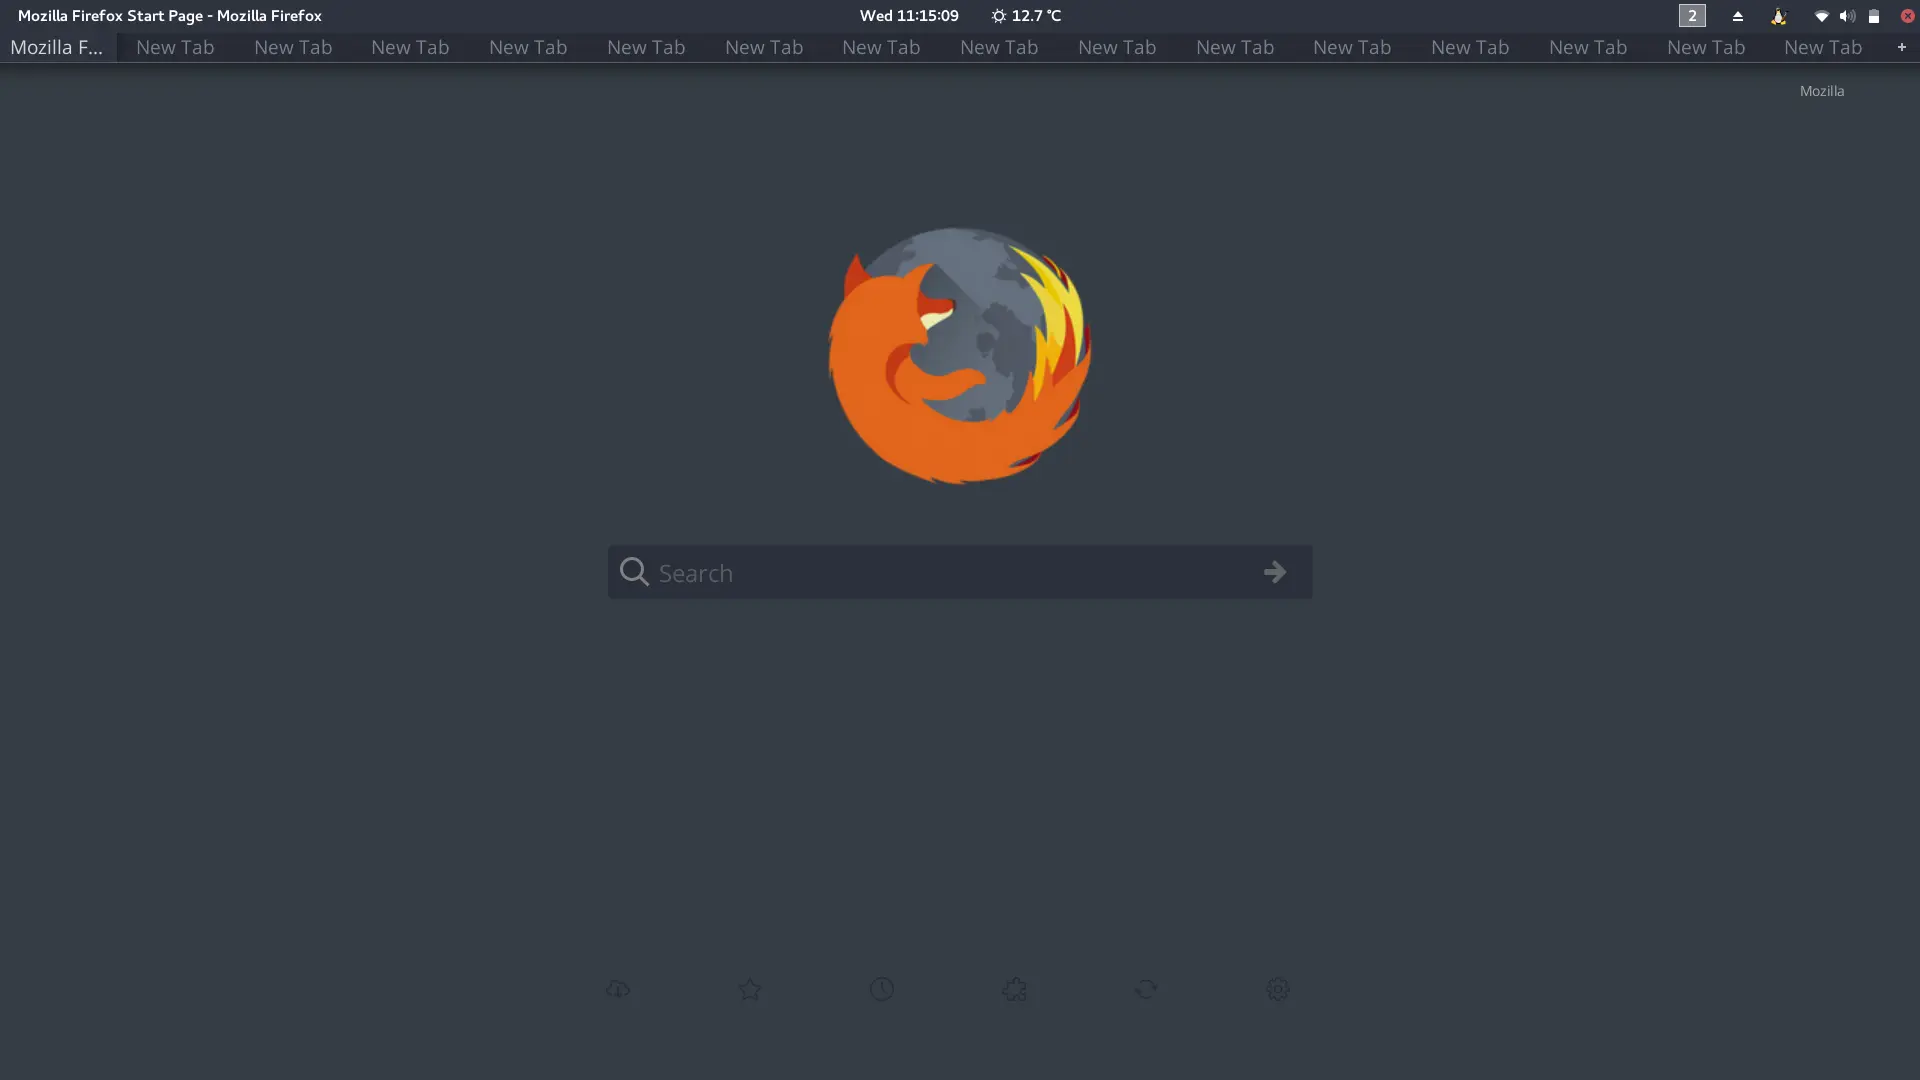 Mozilla Firefox Start Page - Mozilla Firefox Wed 11:15:09 12.7 °C 2
Mozilla F... New Tab New Tab New Tab New Tab New Tab New Tab New Tab New Tab New Tab New Tab New Tab New Tab New Tab New Tab New Tab +
Mozilla
Search